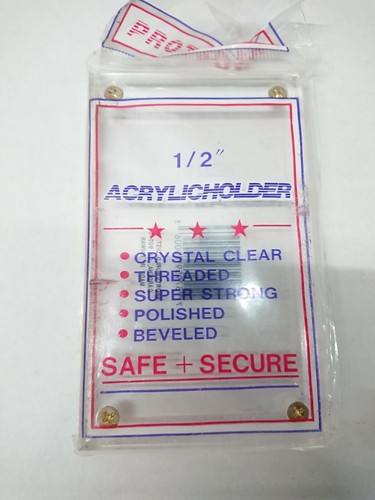 1/2"
ACRYLICHOLDER
CRYSTAL CLEAR
THREADED
SUPER STRONG
POLISHED
BEVELED
SAFE + SECURE